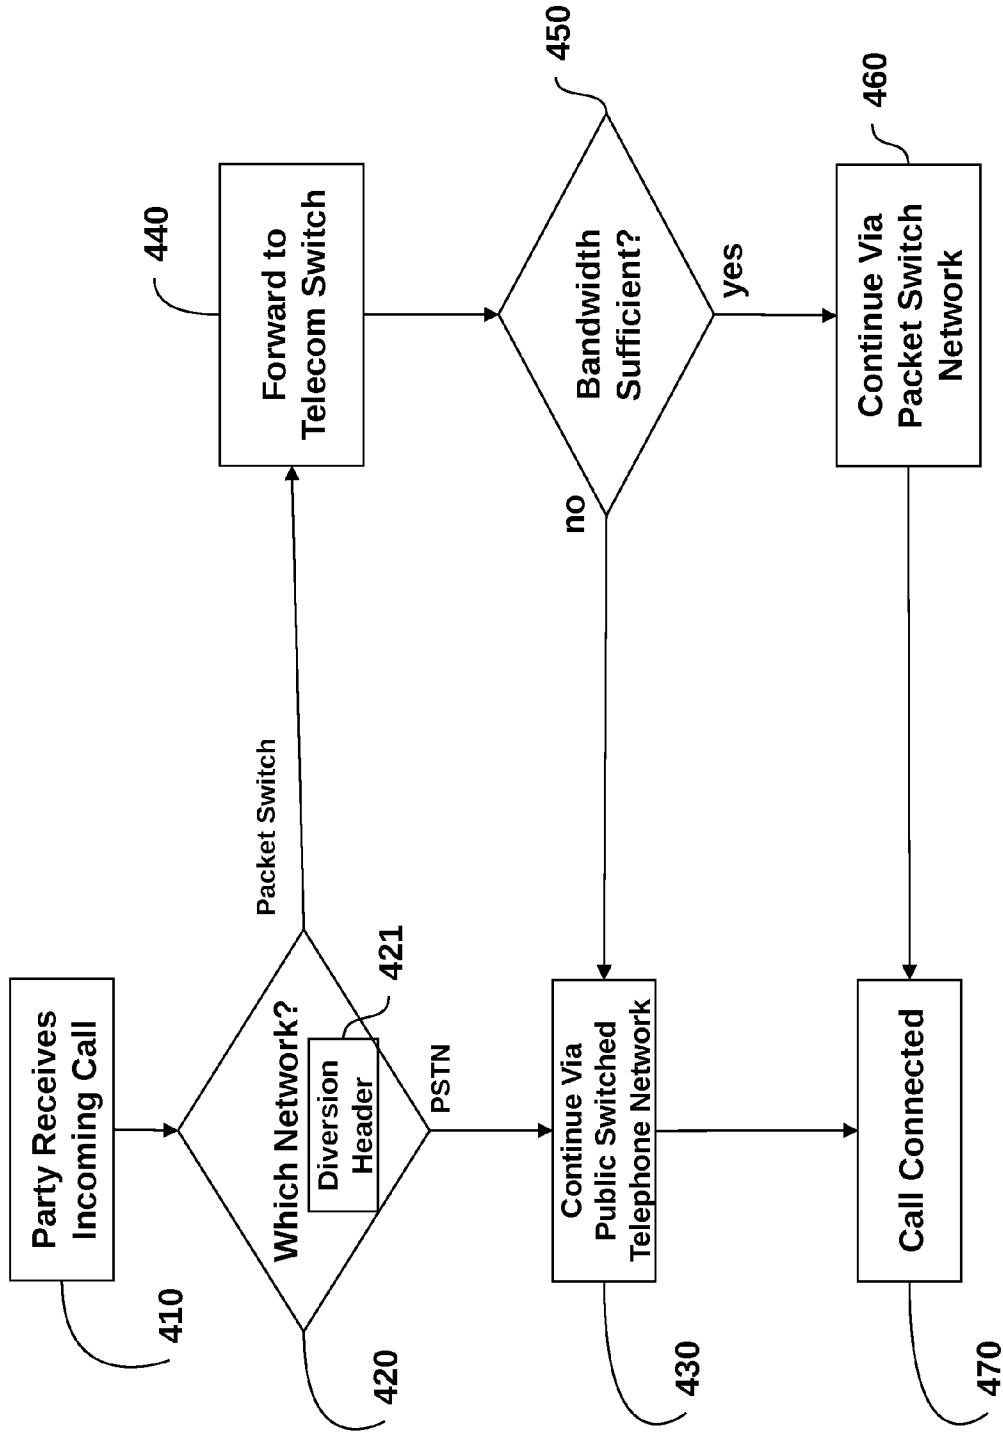 410
Party Receives
Incoming Call
420
Which Network?
Diversion
Header
421
Packet Switch
PSTN
430
Continue Via
Public Switched
Telephone Network
440
Forward to
Telecom Switch
450
Bandwidth
Sufficient?
no
yes
460
Continue Via
Packet Switch
Network
470
Call Connected